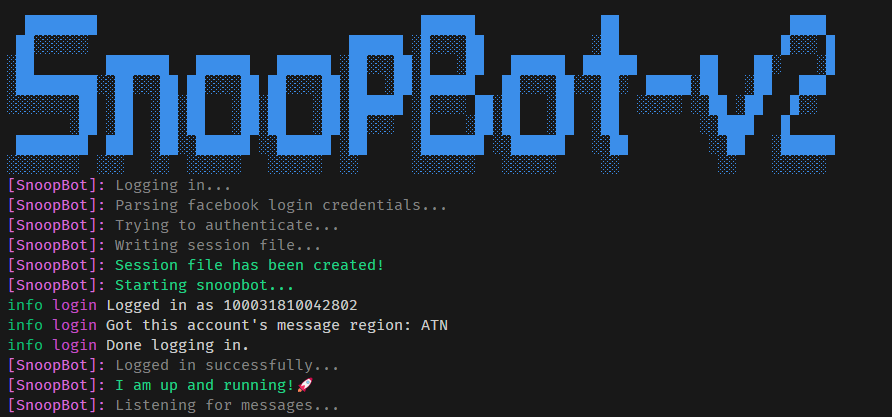 SnoopBot-v2
[SnoopBot]: Logging in...
[SnoopBot]: Parsing facebook login credentials...
[SnoopBot]: Trying to authenticate...
[SnoopBot]: Writing session file...
[SnoopBot]: Session file has been created!
[SnoopBot]: Starting snoopbot...
info login Logged in as 100031810042802
info login Got this account's message region: ATN
info login Done logging in.
[SnoopBot]: Logged in successfully...
[SnoopBot]: I am up and running!🚀
[SnoopBot]: Listening for messages...